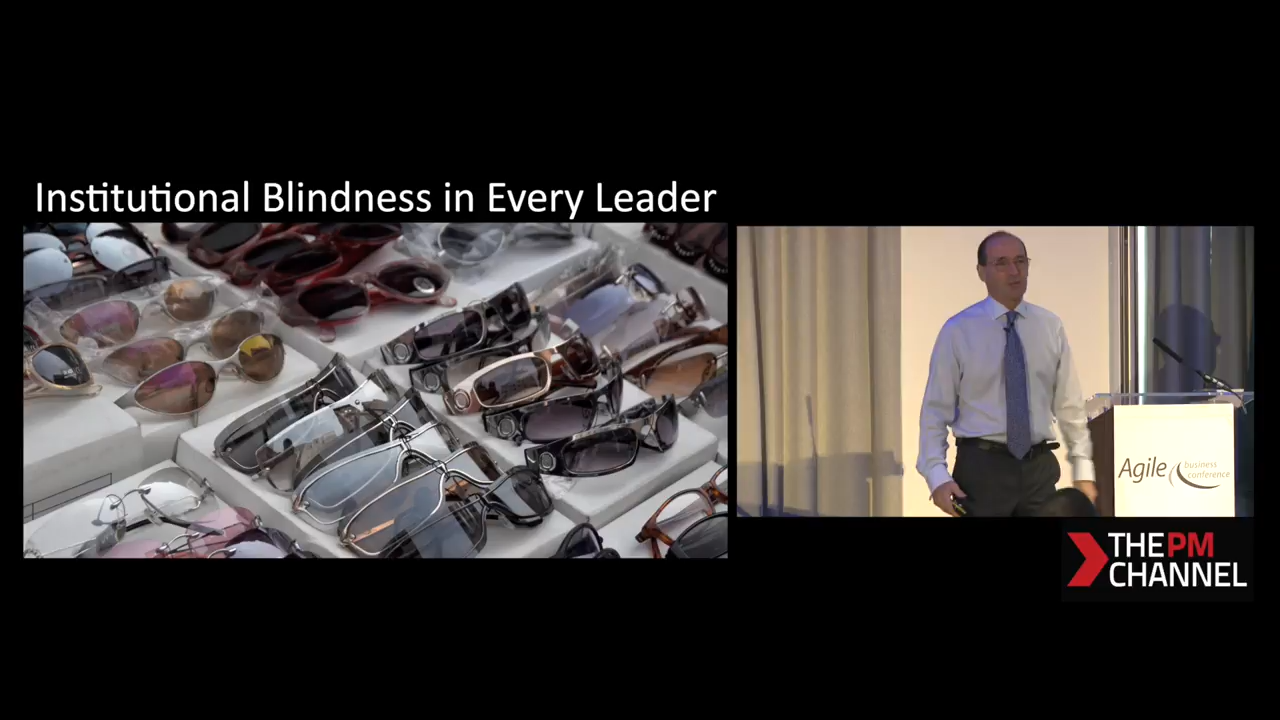 Institutional Blindness in Every Leader
Agile
business
conference
THE PM
CHANNEL